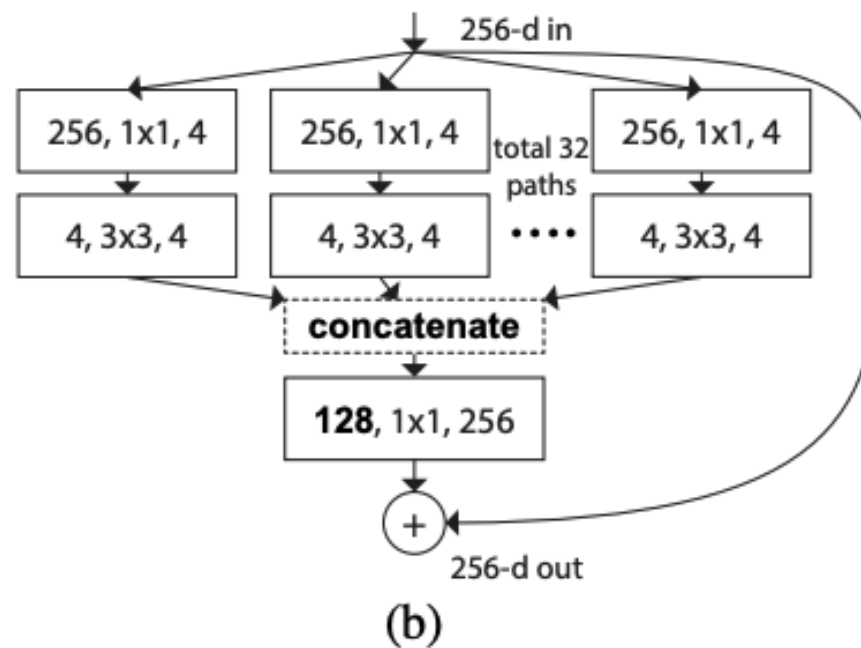 256-d in
256, 1x1, 4
256, 1x1, 4
total 32
paths
256, 1x1, 4
4, 3x3, 4
4, 3x3, 4
....
4, 3x3, 4
concatenate
128, 1x1, 256
+
256-d out
(b)